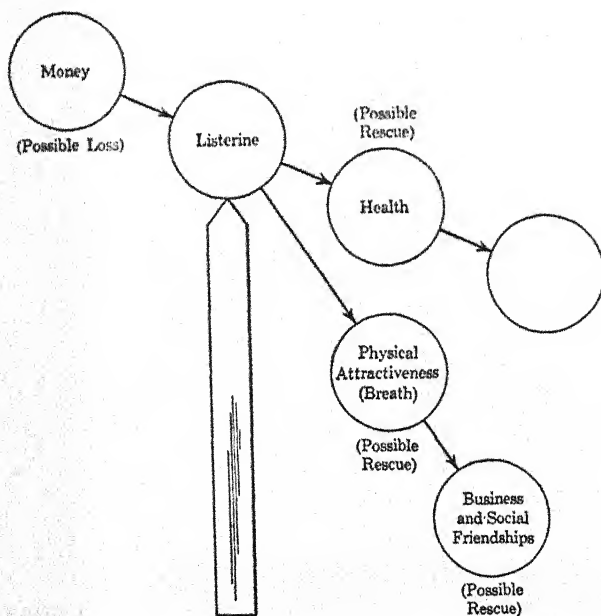 Money
(Possible Loss)
Listerine
(Possible
Rescue)
Health
Physical
Attractiveness
(Breath)
(Possible
Rescue)
Business
and Social
Friendships
(Possible
Rescue)